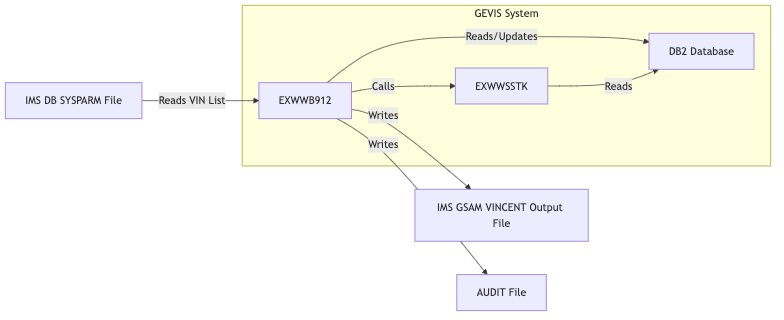 GEVIS System
Reads/Updates
DB2 Database
IMS DB SYSPARM File
Reads VIN List
EXWWB912
Calls
EXWWSSTK
Reads
Writes
Writes
IMS GSAM VINCENT Output
File
AUDIT File